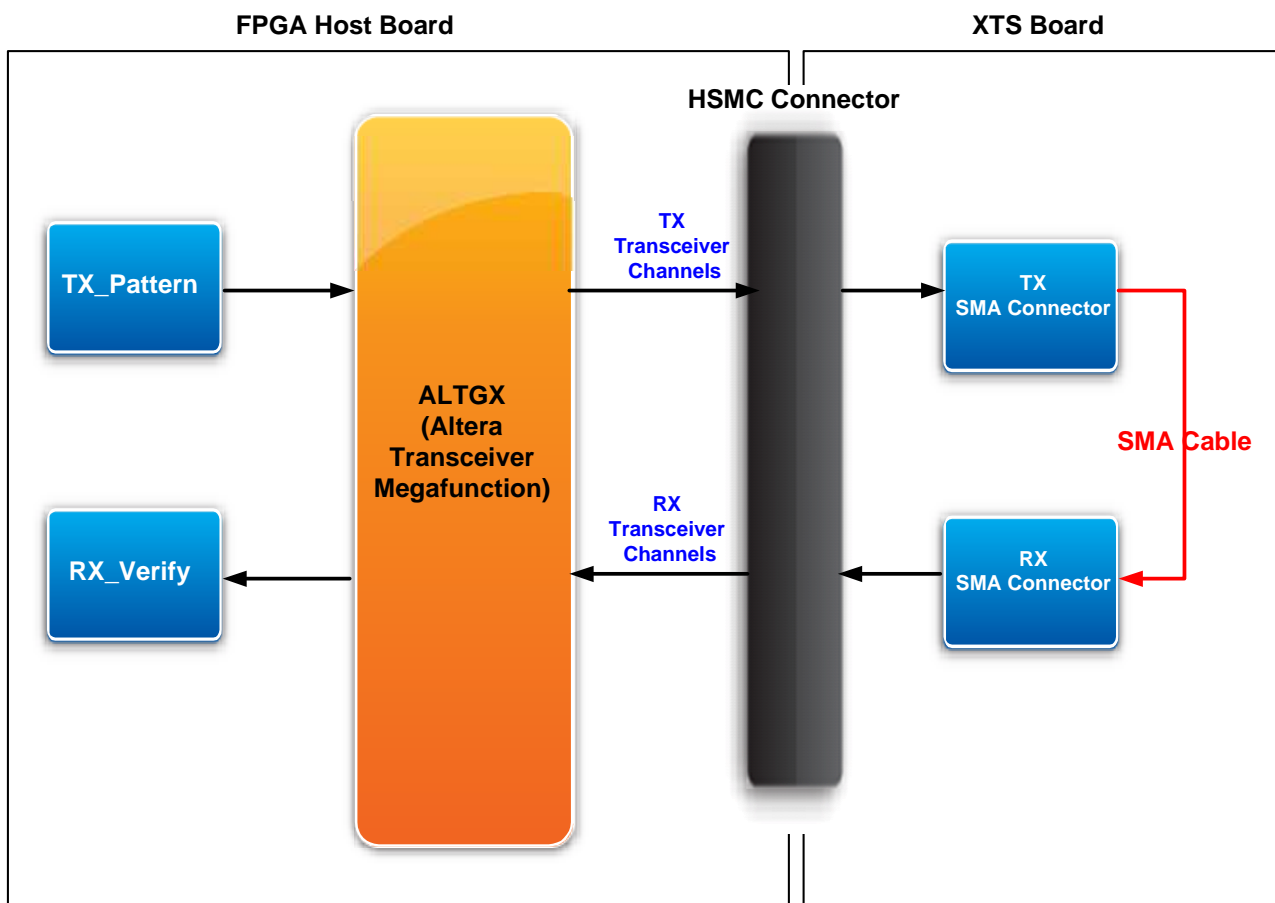 FPGA Host Board
XTS Board
HSMC Connector
TX_Pattern
TX
Transceiver
Channels
TX
SMA Connector
ALTGX
(Altera
Transceiver
Megafunction)
SMA Cable
RX_Verify
RX
Transceiver
Channels
RX
SMA Connector